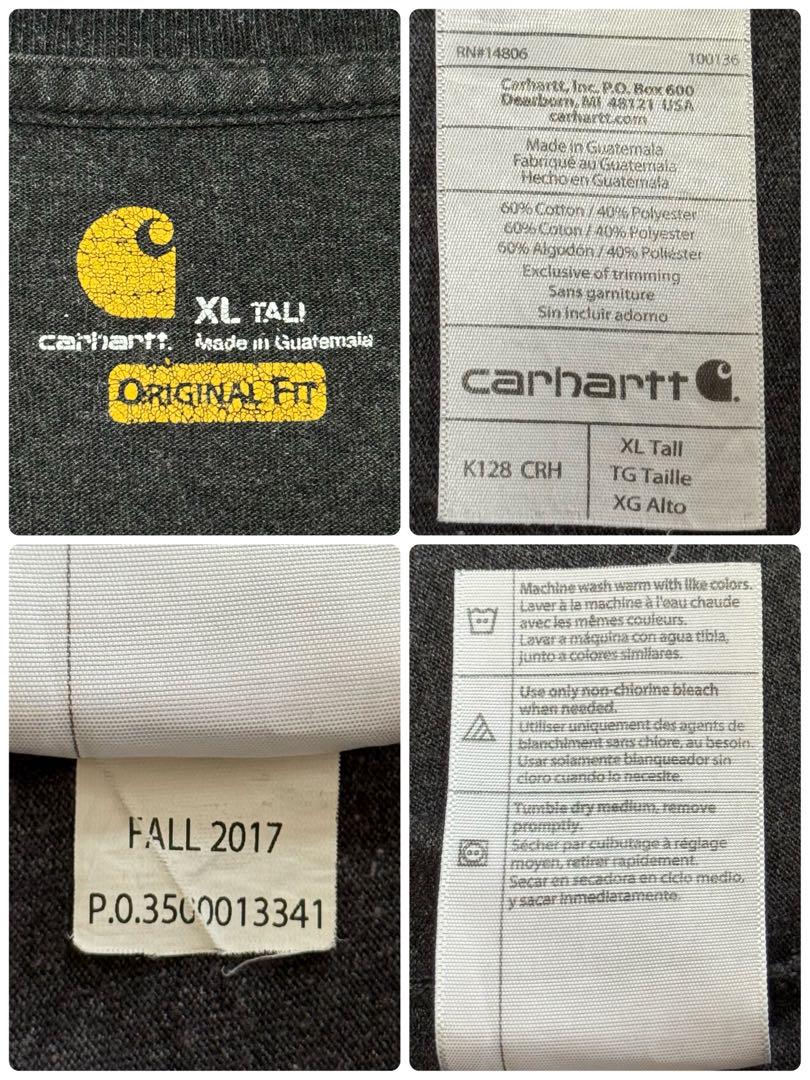 XL TALL
carhartt. Made in Guatemala
ORIGINAL FIT
RN#14806 100136
Carhartt, Inc. P.O. Box 600
Dearborn, MI 48121 USA
carhartt.com
Made in Guatemala
Fabriqué au Guatemala
Hecho en Guatemala
60% Cotton / 40% Polyester
60% Coton / 40% Polyester
60% Algodón / 40% Poliéster
Exclusive of trimming
Sans garniture
Sin incluir adorno
carhartt
K128 CRH
XL Tall
TG Taille
XG Alto
FALL 2017
P.O.3500013341
Machine wash warm with like colors.
Laver à la machine à l'eau chaude
avec les mêmes couleurs.
Lavar a máquina con agua tibia,
junto a colores similares.
Use only non-chlorine bleach
when needed.
Utiliser uniquement des agents de
blanchiment sans chlore, au besoin.
Usar solamente blanqueador sin
cloro cuando lo necesite.
Tumble dry medium, remove
promptly.
Sécher par culbutage à réglage
moyen, retirer rapidement.
Secar en secadora en ciclo medio,
y sacar inmediatamente.